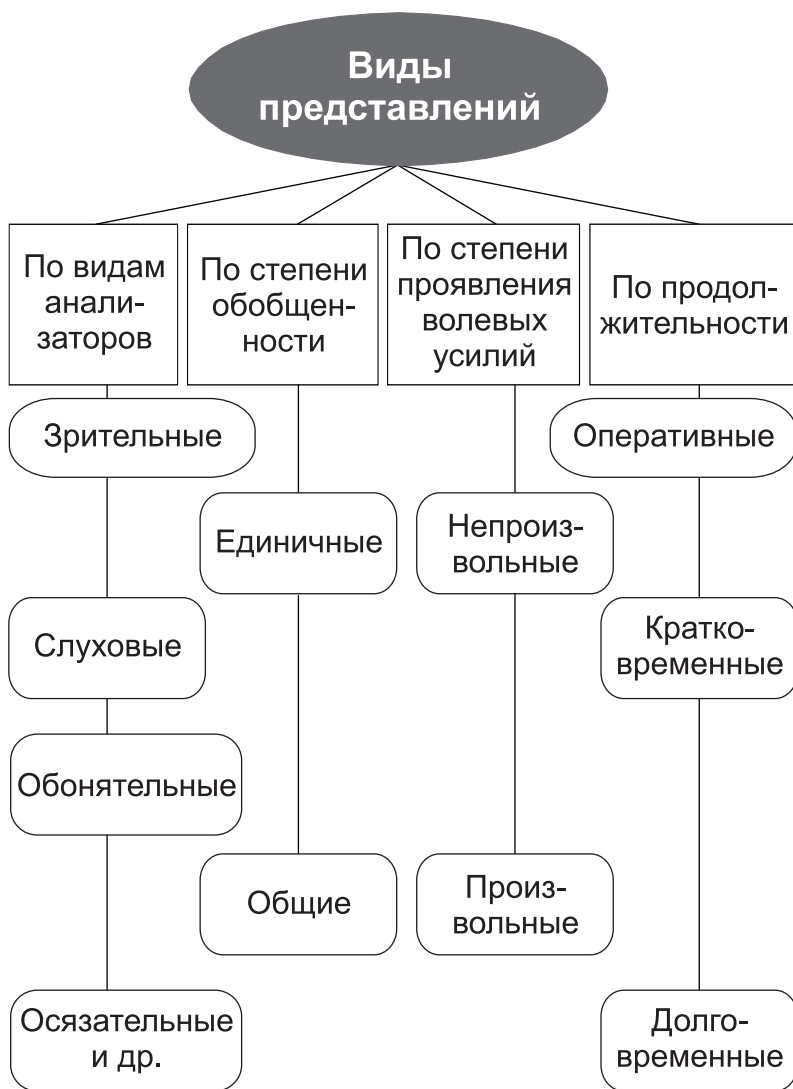 Виды
представлений
По видам
анали-
заторов
По степени
обобщен-
ности
По степени
проявления
волевых
усилий
По продол-
жительности
Зрительные
Оперативные
Единичные
Непроиз-
вольные
Слуховые
Кратко-
временные
Обонятельные
Общие
Произ-
вольные
Осязательные
и др.
Долго-
временные